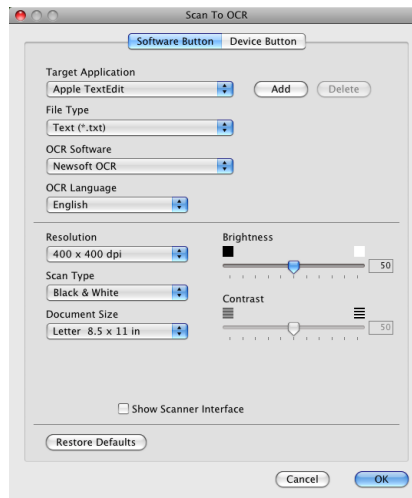 Scan To OCR
Software Button Device Button
Target Application
Apple TextEdit Add Delete
File Type
Text (*.txt)
OCR Software
Newsoft OCR
OCR Language
English
Resolution Brightness
400 x 400 dpi
50
Scan Type
Black & White
Contrast
Document Size
Letter 8.5 x 11 in 50
Show Scanner Interface
Restore Defaults
Cancel OK